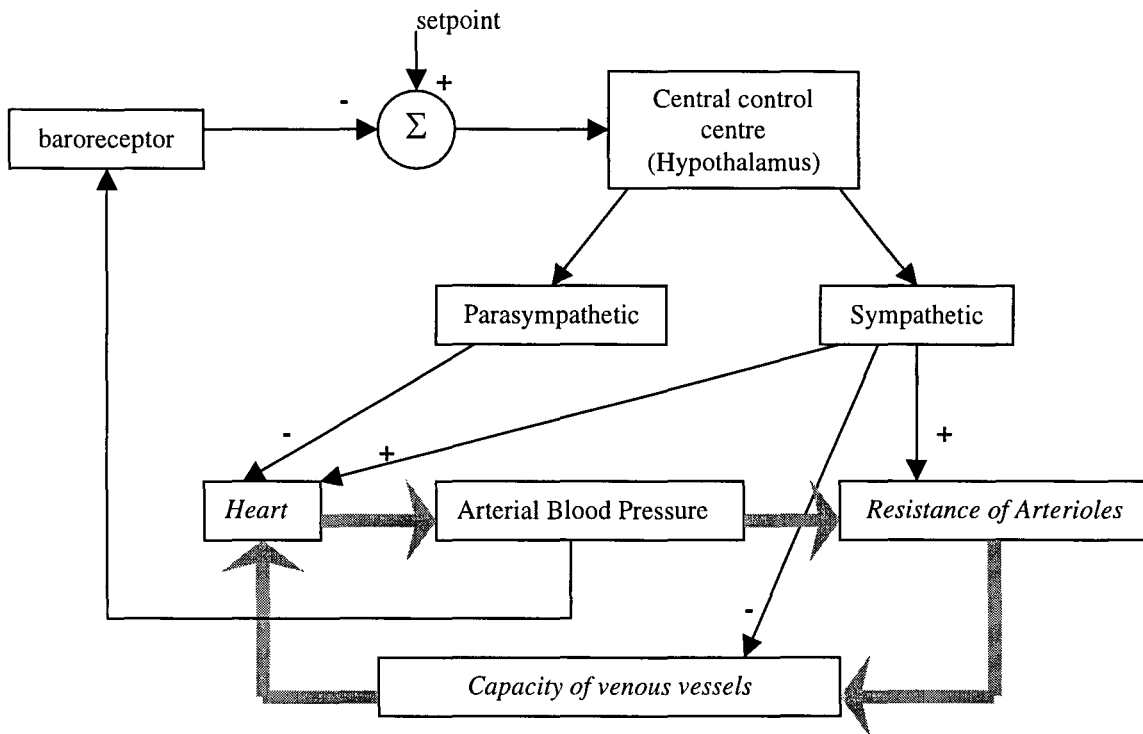 setpoint
- +
baroreceptor
Σ
Central control
centre
(Hypothalamus)
Parasympathetic
Sympathetic
-
+
+
Heart
Arterial Blood Pressure
Resistance of Arterioles
-
Capacity of venous vessels